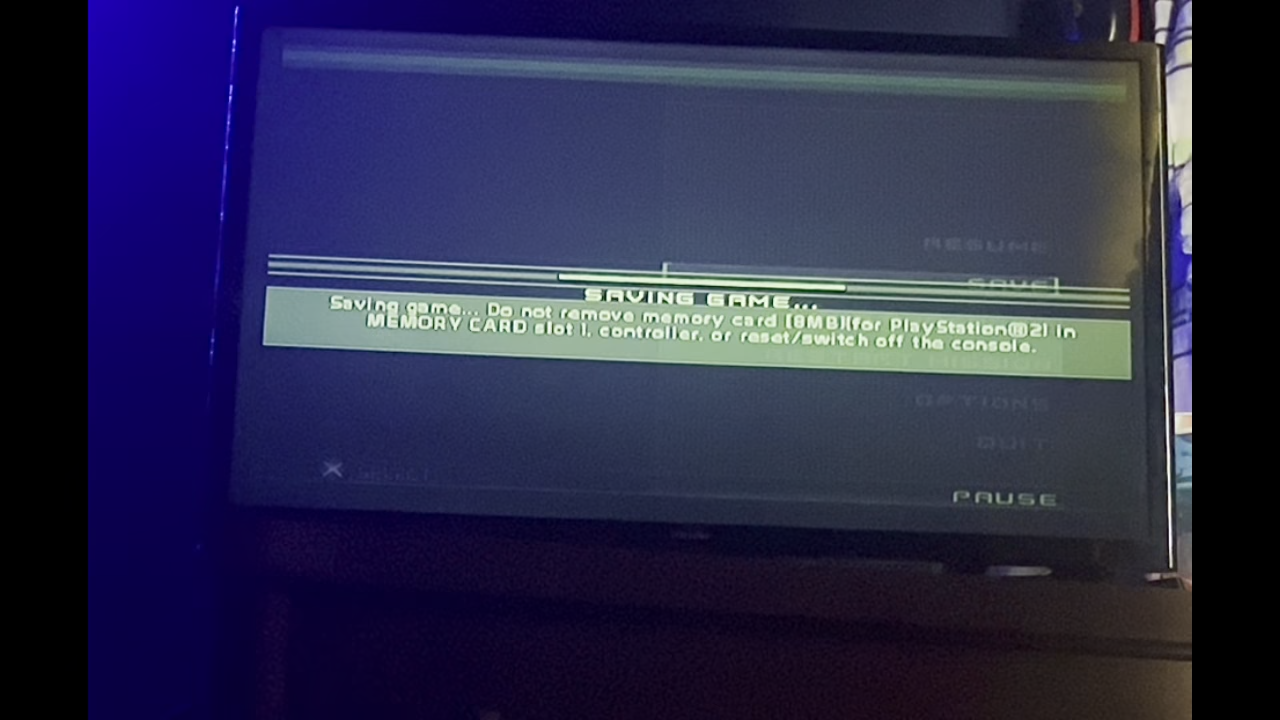 RESUME
SAVE
SAVING GAME...
Saving game... Do not remove memory card (8MB)(for PlayStation®2) in
MEMORY CARD slot 1, controller, or reset/switch off the console.
OPTIONS
QUIT
SELECT
PAUSE